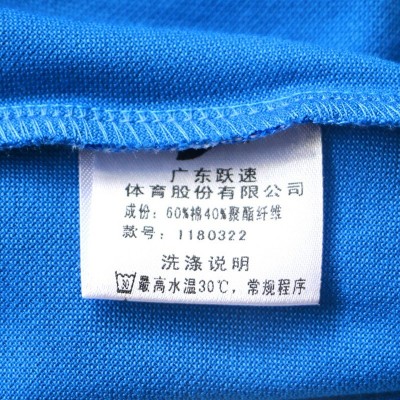 广东跃速
体育股份有限公司
成份: 60%棉40%聚酯纤维
款号: 1180322
洗涤说明
30 最高水温30℃, 常规程序